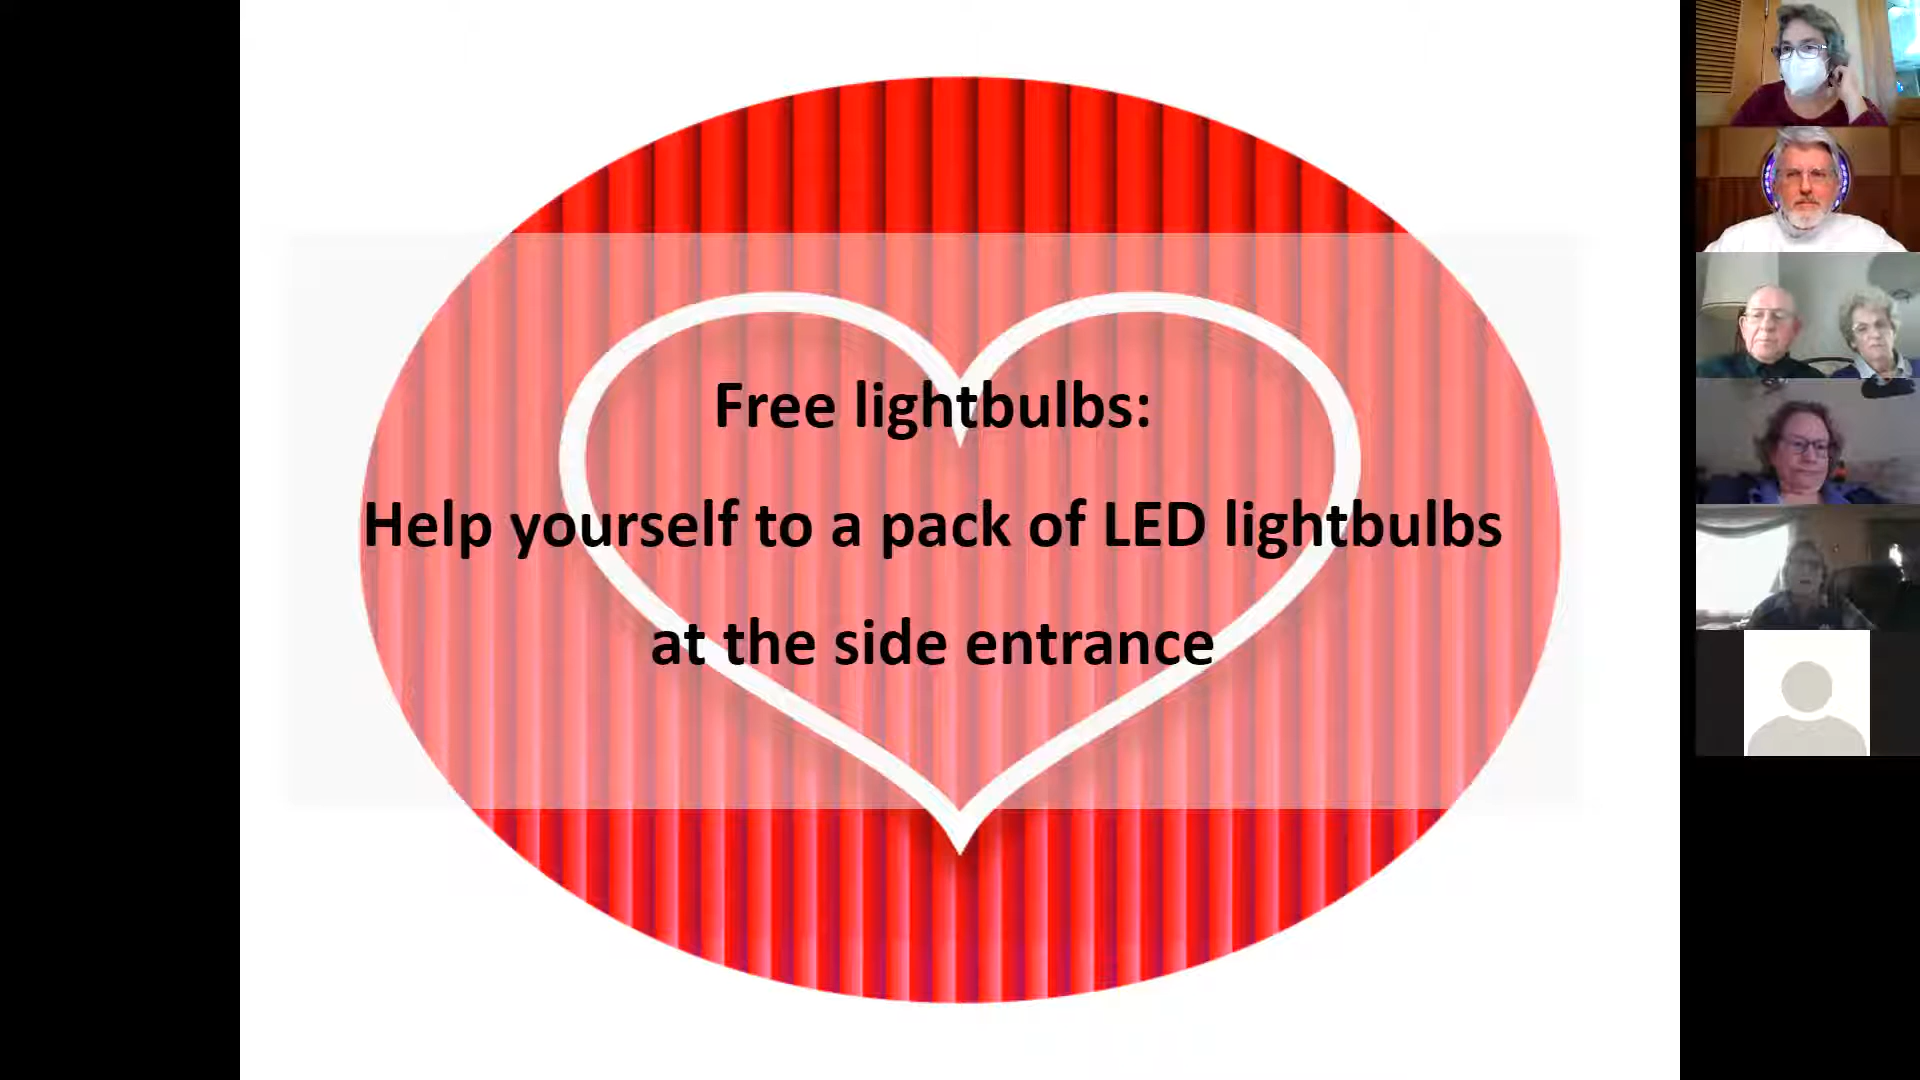 Free lightbulbs:
Help yourself to a pack of LED lightbulbs
at the side entrance